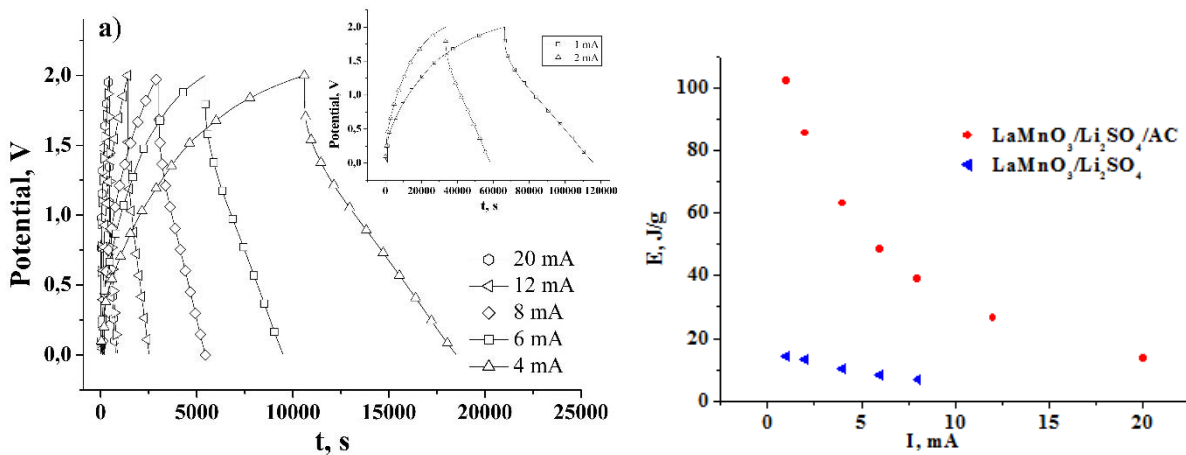 a)
Potential, V
2,0
1,5
1,0
0,5
0,0
0
5000
10000
15000
20000
25000
t, s
20 mA
12 mA
8 mA
6 mA
4 mA
Potential, V
2,0
1,5
1,0
0,5
0,0
0
20000
40000
60000
80000
100000
120000
t, s
1 mA
2 mA
E, J/g
100
80
60
40
20
0
0
5
10
15
20
I, mA
LaMnO₃/Li₂SO₄/AC
LaMnO₃/Li₂SO₄